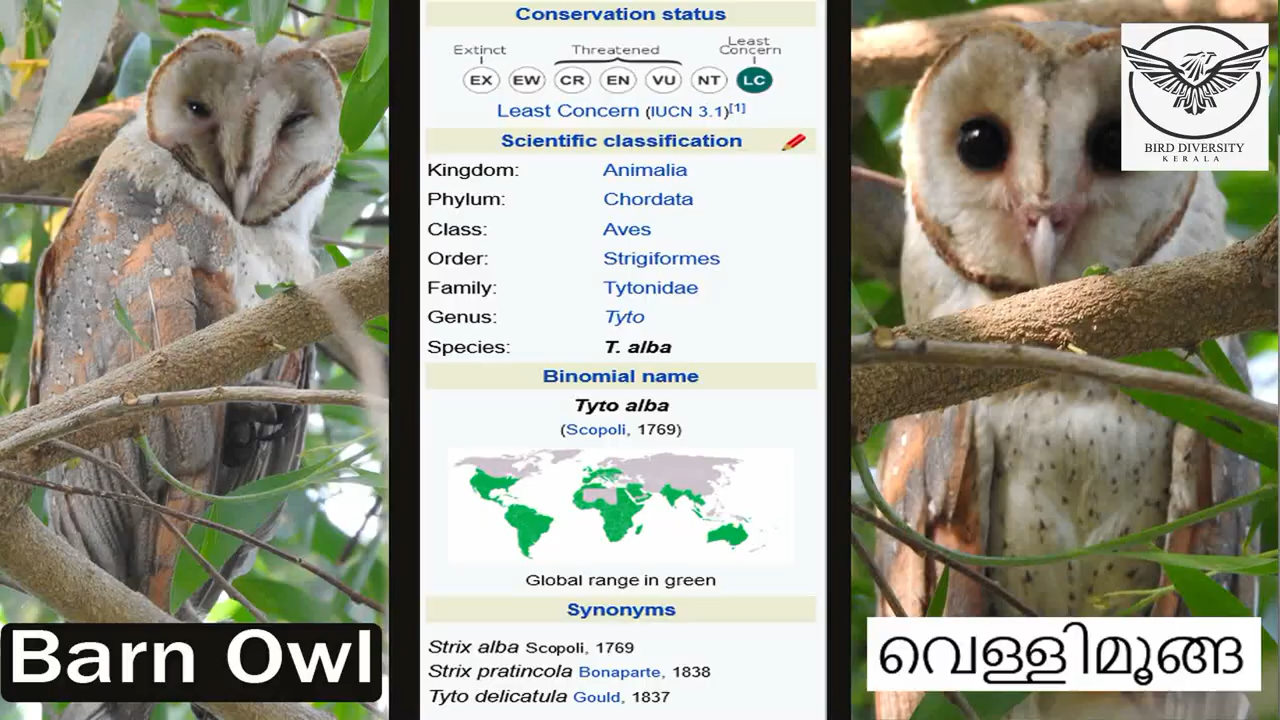 Conservation status
Extinct
Threatened
Least
Concern
EX EW CR EN VU NT LC
Least Concern (IUCN 3.1)[1]
Scientific classification
Kingdom: Animalia
Phylum: Chordata
Class: Aves
Order: Strigiformes
Family: Tytonidae
Genus: Tyto
Species: T. alba
Binomial name
Tyto alba
(Scopoli, 1769)
Global range in green
Synonyms
Strix alba Scopoli, 1769
Strix pratincola Bonaparte, 1838
Tyto delicatula Gould, 1837
Barn Owl
BIRD DIVERSITY
KERALA
വെള്ളിമൂങ്ങ